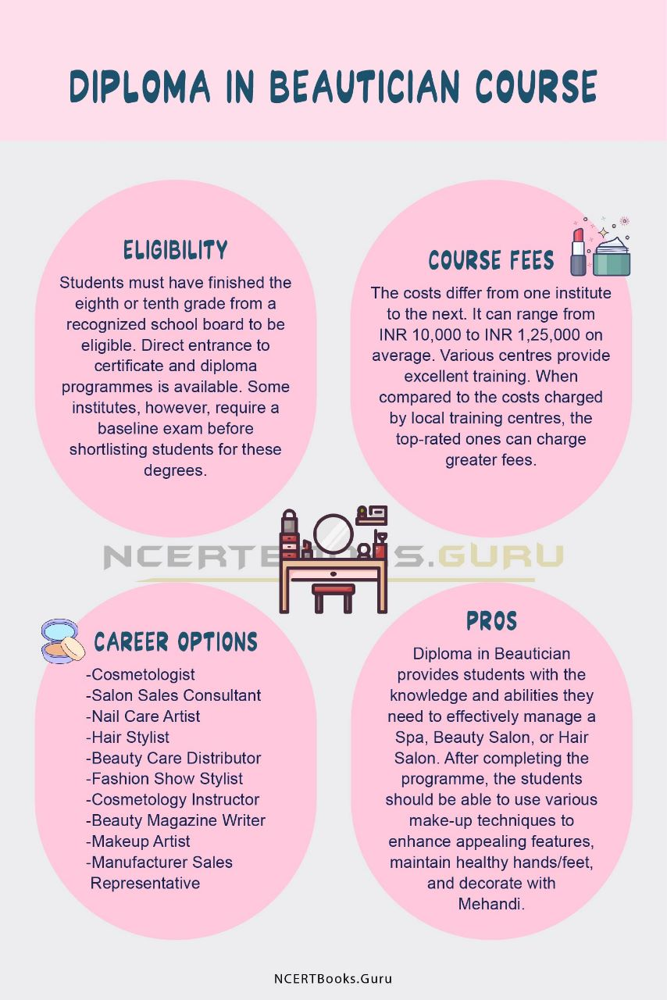 DIPLOMA IN BEAUTICIAN COURSE
ELIGIBILITY
Students must have finished the
eighth or tenth grade from a
recognized school board to be
eligible. Direct entrance to
certificate and diploma
programmes is available. Some
institutes, however, require a
baseline exam before
shortlisting students for these
degrees.
COURSE FEES
The costs differ from one institute
to the next. It can range from
INR 10,000 to INR 1,25,000 on
average. Various centres provide
excellent training. When
compared to the costs charged
by local training centres, the
top-rated ones can charge
greater fees.
NCERTBOOKS.GURU
CAREER OPTIONS
-Cosmetologist
-Salon Sales Consultant
-Nail Care Artist
-Hair Stylist
-Beauty Care Distributor
-Fashion Show Stylist
-Cosmetology Instructor
-Beauty Magazine Writer
-Makeup Artist
-Manufacturer Sales
Representative
PROS
Diploma in Beautician
provides students with the
knowledge and abilities they
need to effectively manage a
Spa, Beauty Salon, or Hair
Salon. After completing the
programme, the students
should be able to use various
make-up techniques to
enhance appealing features,
maintain healthy hands/feet,
and decorate with
Mehandi.
NCERTBooks.Guru